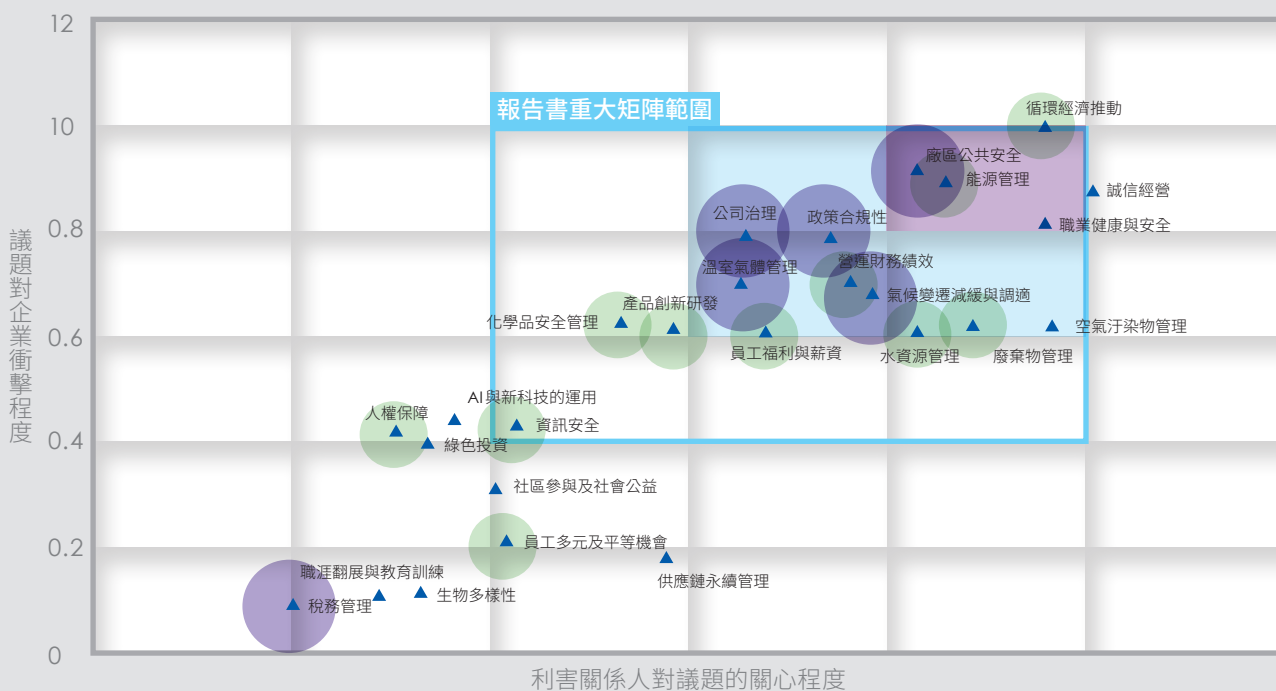 12
報告書重大矩陣範圍
循環經濟推動
10
廠區公共安全
能源管理
誠信經營
公司治理
政策合規性
職業健康與安全
0.8
議題對企業衝擊程度
溫室氣體管理
營運財務績效
氣候變遷減緩與調適
產品創新研發
化學品安全管理
空氣汙染物管理
0.6
員工福利與薪資
水資源管理
廢棄物管理
AI與新科技的運用
人權保障
資訊安全
綠色投資
0.4
社區參與及社會公益
員工多元及平等機會
0.2
供應鏈永續管理
職涯翻展與教育訓練
生物多樣性
稅務管理
0
利害關係人對議題的關心程度